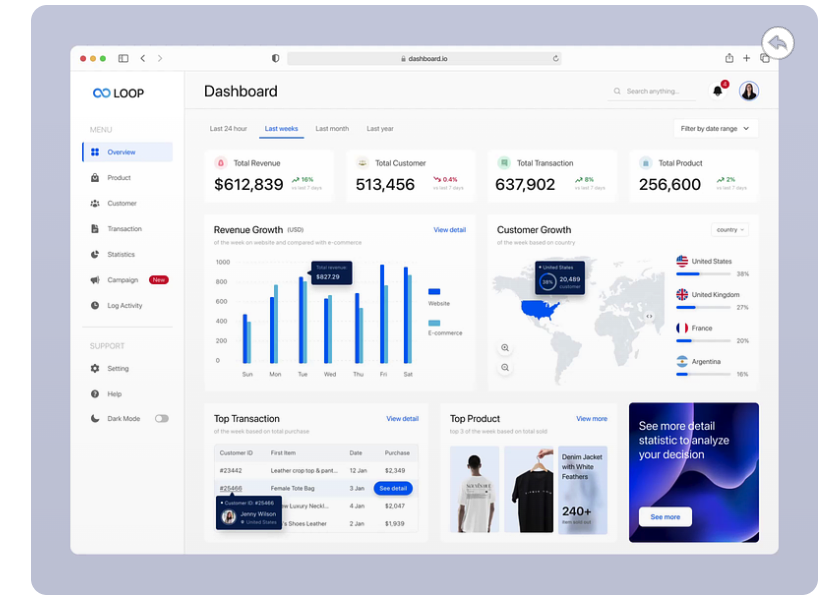 dashboard.io
LOOP
Dashboard
Search anything...
4
MENU
Overview
Product
Customer
Transaction
Statistics
Campaign New
Log Activity
SUPPORT
Setting
Help
Dark Mode
Last 24 hour Last weeks Last month Last year
Filter by date range
Total Revenue
$612,839 16%
vs last 7 days
Total Customer
513,456 0.4%
vs last 7 days
Total Transaction
637,902 8%
vs last 7 days
Total Product
256,600 2%
vs last 7 days
Revenue Growth (USD) View detail
of the week on website and compared with e-commerce
1000
800
600
400
200
0
Sun Mon Tue Wed Thu Fri Sat
Total revenue
$827.29
Website
E-commerce
Customer Growth country
of the week based on country
United States
38% 20,489
customer
United States
38%
United Kingdom
27%
France
20%
Argentina
16%
Top Transaction View detail
of the week based on total purchase
Customer ID First Item Date Purchase
#23442 Leather crop top & pant... 12 Jan $2,349
#25466 Female Tote Bag 3 Jan See detail
Luxury Neckl... 4 Jan $2,047
's Shoes Leather 2 Jan $1,939
Customer ID: #25466
Jenny Wilson
United States
Top Product View more
top 3 of the week based on total sold
Denim Jacket
with White
Feathers
240+
item sold out
See more detail
statistic to analyze
your decision
See more